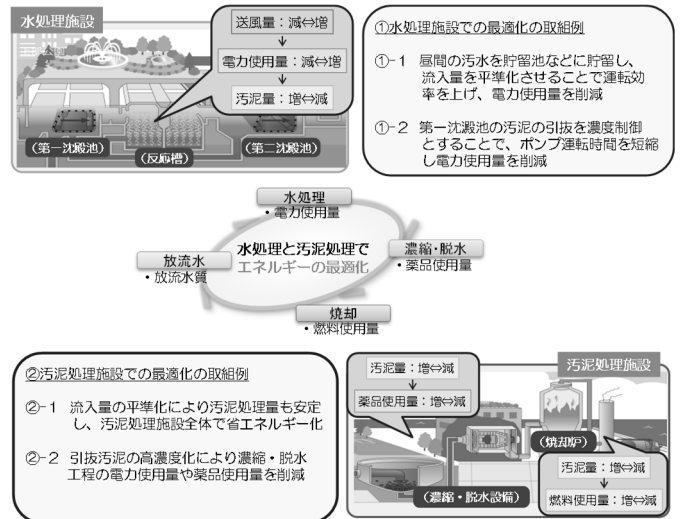 水処理施設
送風量：減⇔増
↓
電力使用量：減⇔増
↓
汚泥量：増⇔減
（第一沈澱池）
（反応槽）
（第二沈澱池）
①水処理施設での最適化の取組例
①-1 昼間の汚水を貯留池などに貯留し、
流入量を平準化させることで運転効
率を上げ、電力使用量を削減
①-2 第一沈澱池の汚泥の引抜を濃度制御
とすることで、ポンプ運転時間を短縮
し電力使用量を削減
水処理
・電力使用量
放流水
・放流水質
水処理と汚泥処理で
エネルギーの最適化
濃縮・脱水
・薬品使用量
焼却
・燃料使用量
②汚泥処理施設での最適化の取組例
②-1 流入量の平準化により汚泥処理量も安定
し、汚泥処理施設全体で省エネルギー化
②-2 引抜汚泥の高濃度化により濃縮・脱水
工程の電力使用量や薬品使用量を削減
汚泥処理施設
汚泥量：増⇔減
↓
薬品使用量：増⇔減
（焼却炉）
（濃縮・脱水設備）
汚泥量：増⇔減
↓
燃料使用量：増⇔減